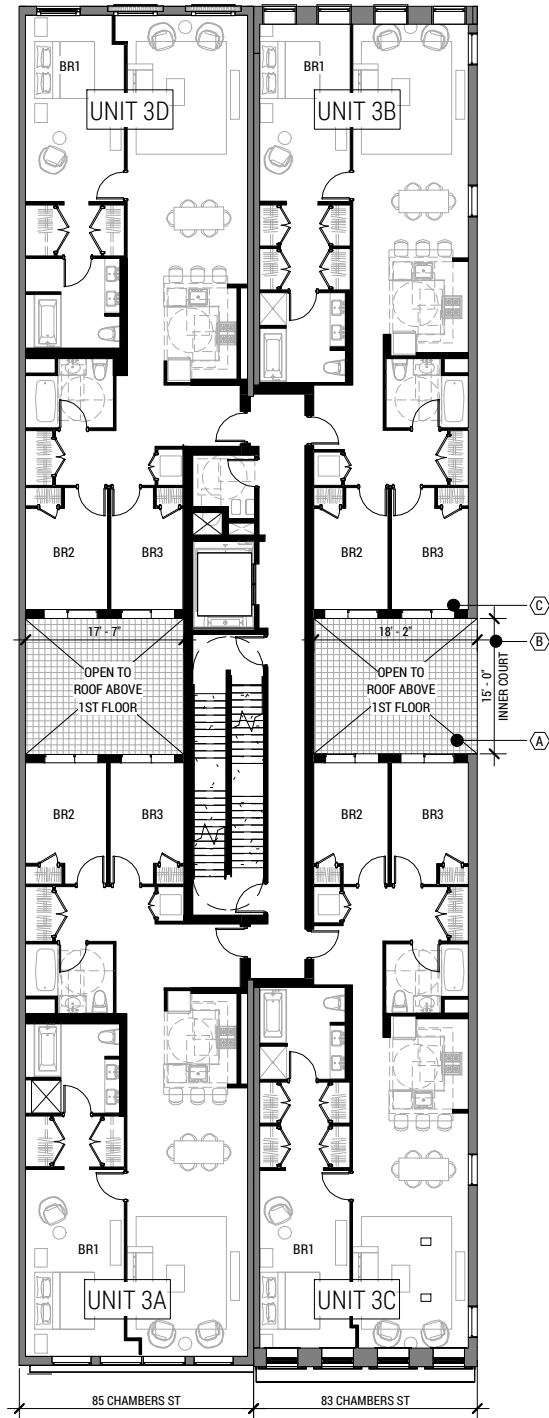 BR1
BR1
UNIT 3D
UNIT 3B
BR2
BR3
BR2
BR3
C
17' - 7"
18' - 2"
B
OPEN TO
ROOF ABOVE
1ST FLOOR
OPEN TO
ROOF ABOVE
1ST FLOOR
15' - 0"
INNER COURT
A
BR2
BR3
BR2
BR3
BR1
BR1
UNIT 3A
UNIT 3C
85 CHAMBERS ST
83 CHAMBERS ST